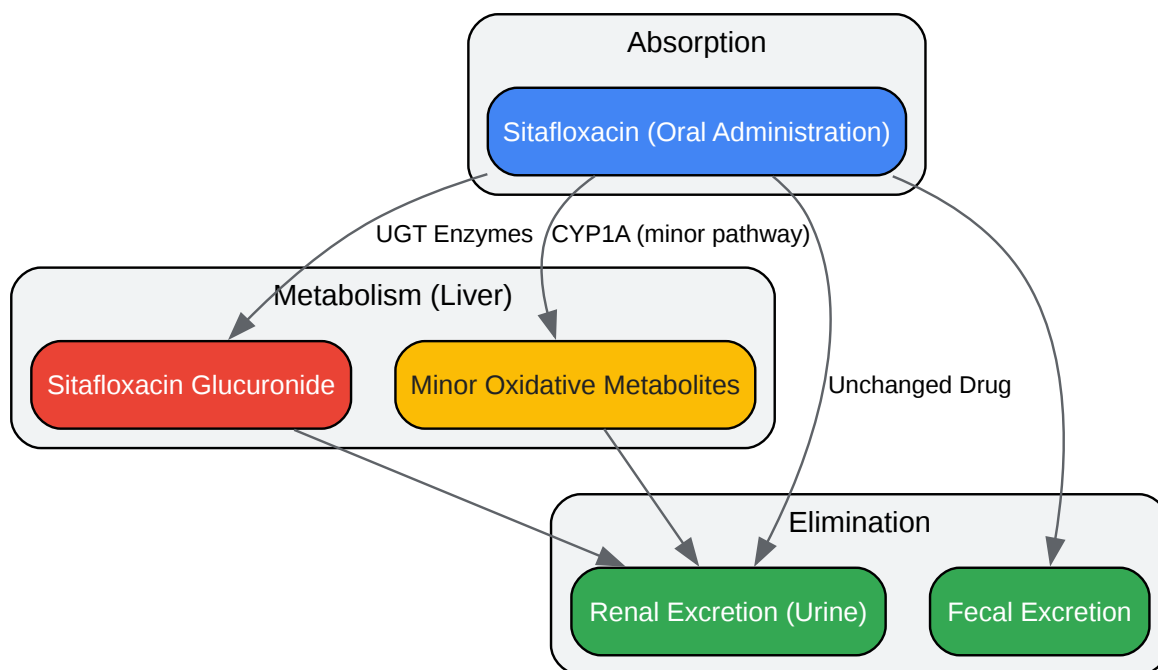 Absorption
Sitafloxacin (Oral Administration)
UGT Enzymes
CYP1A (minor pathway)
Metabolism (Liver)
Sitafloxacin Glucuronide
Minor Oxidative Metabolites
Unchanged Drug
Elimination
Renal Excretion (Urine)
Fecal Excretion